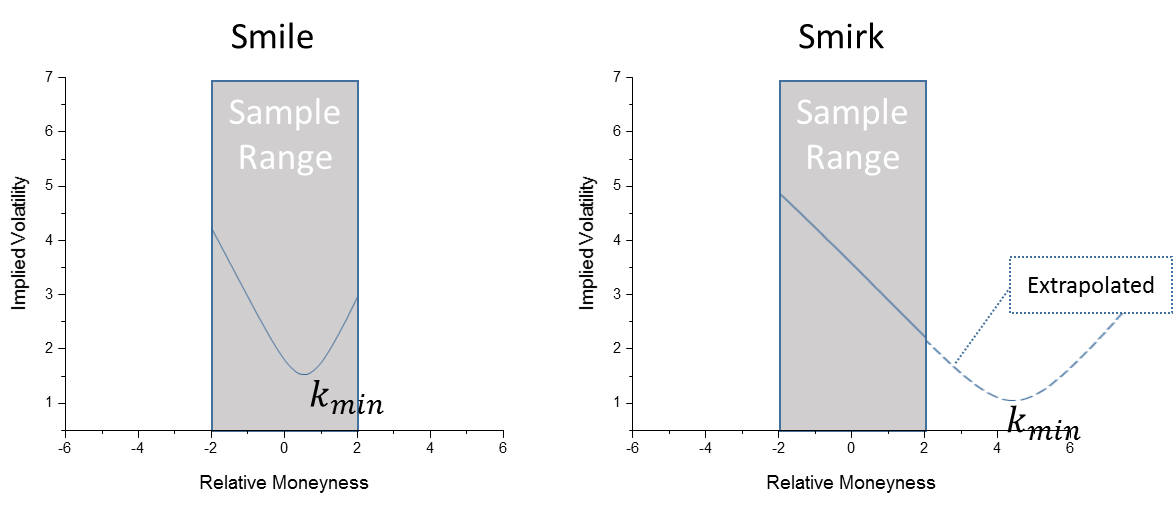 Smile
7
6
5
4
3
2
1
Implied Volatility
Sample
Range
kmin
-6 -4 -2 0 2 4 6
Relative Moneyness
Smirk
7
6
5
4
3
2
1
Implied Volatility
Sample
Range
Extrapolated
kmin
-6 -4 -2 0 2 4 6
Relative Moneyness